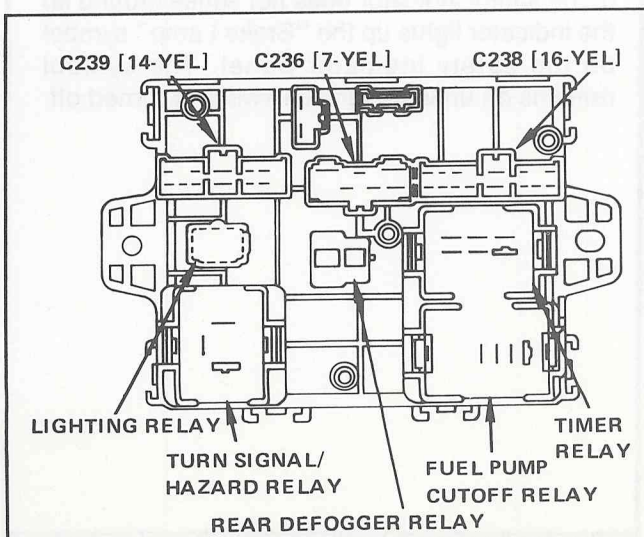 C239 [14-YEL] C236 [7-YEL] C238 [16-YEL]
LIGHTING RELAY
TIMER
RELAY
TURN SIGNAL/
HAZARD RELAY
FUEL PUMP
CUTOFF RELAY
REAR DEFOGGER RELAY